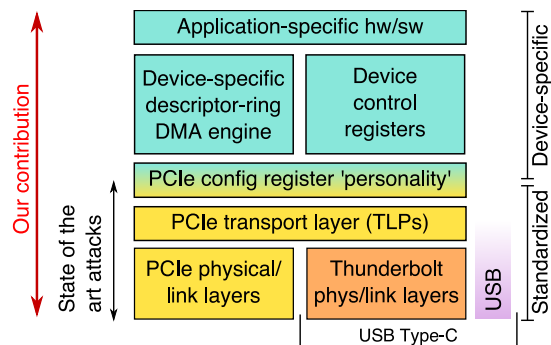 Our contribution
State of the
art attacks
Application-specific hw/sw
Device-specific
descriptor-ring
DMA engine
Device
control
registers
PCIe config register 'personality'
PCIe transport layer (TLPs)
PCIe physical/
link layers
Thunderbolt
phys/link layers
USB
USB Type-C
Device-specific
Standardized